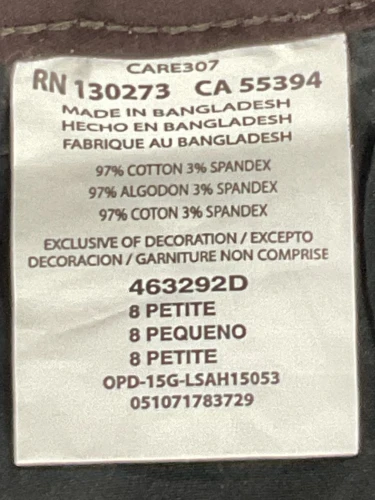 CARE307
RN 130273 CA 55394
MADE IN BANGLADESH
HECHO EN BANGLADESH
FABRIQUE AU BANGLADESH
97% COTTON 3% SPANDEX
97% ALGODON 3% SPANDEX
97% COTON 3% SPANDEX
EXCLUSIVE OF DECORATION / EXCEPTO
DECORACION / GARNITURE NON COMPRISE
463292D
8 PETITE
8 PEQUENO
8 PETITE
OPD-15G-LSAH15053
051071783729